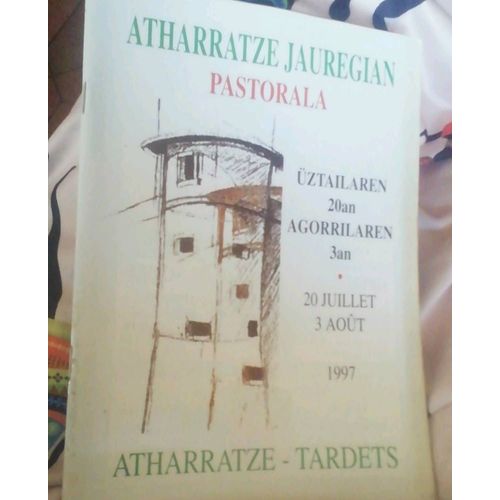 ATHARRATZE JAUREGIAN
PASTORALA
ÜZTAILAREN
20an
AGORRILAREN
3an
20 JUILLET
3 AOÛT
1997
ATHARRATZE - TARDETS